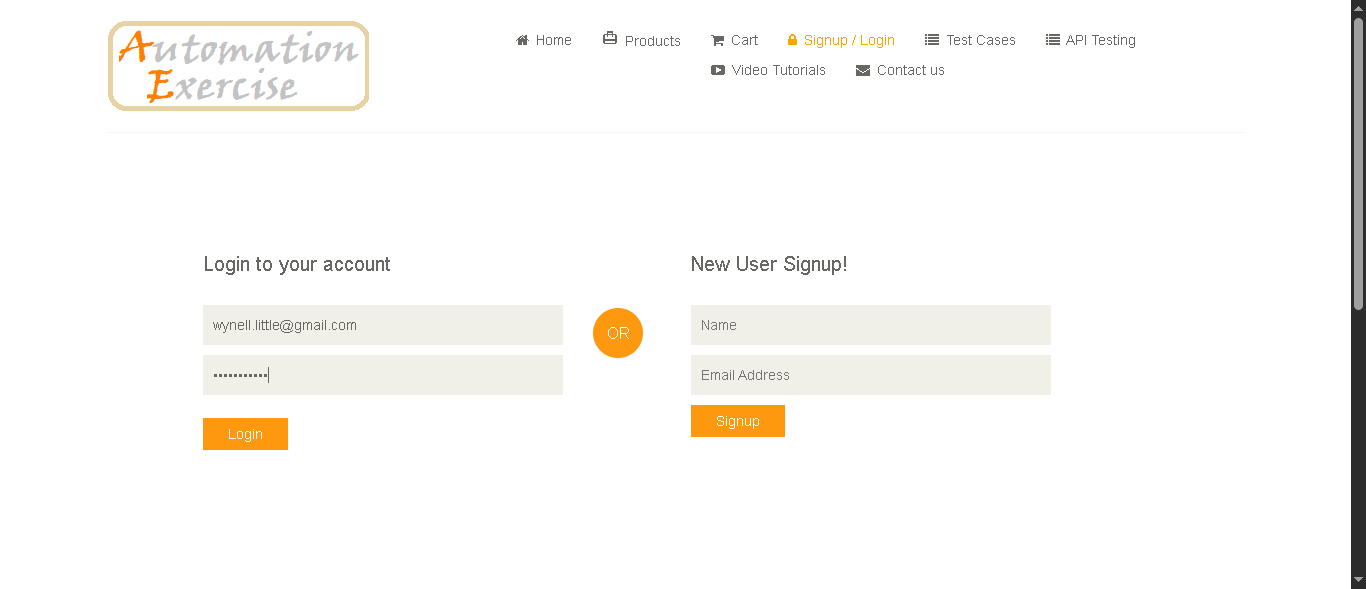 Automation
Exercise
Home Products Cart Signup / Login Test Cases API Testing
Video Tutorials Contact us
Login to your account
wynell.little@gmail.com
•••••••••••
Login
OR
New User Signup!
Name
Email Address
Signup